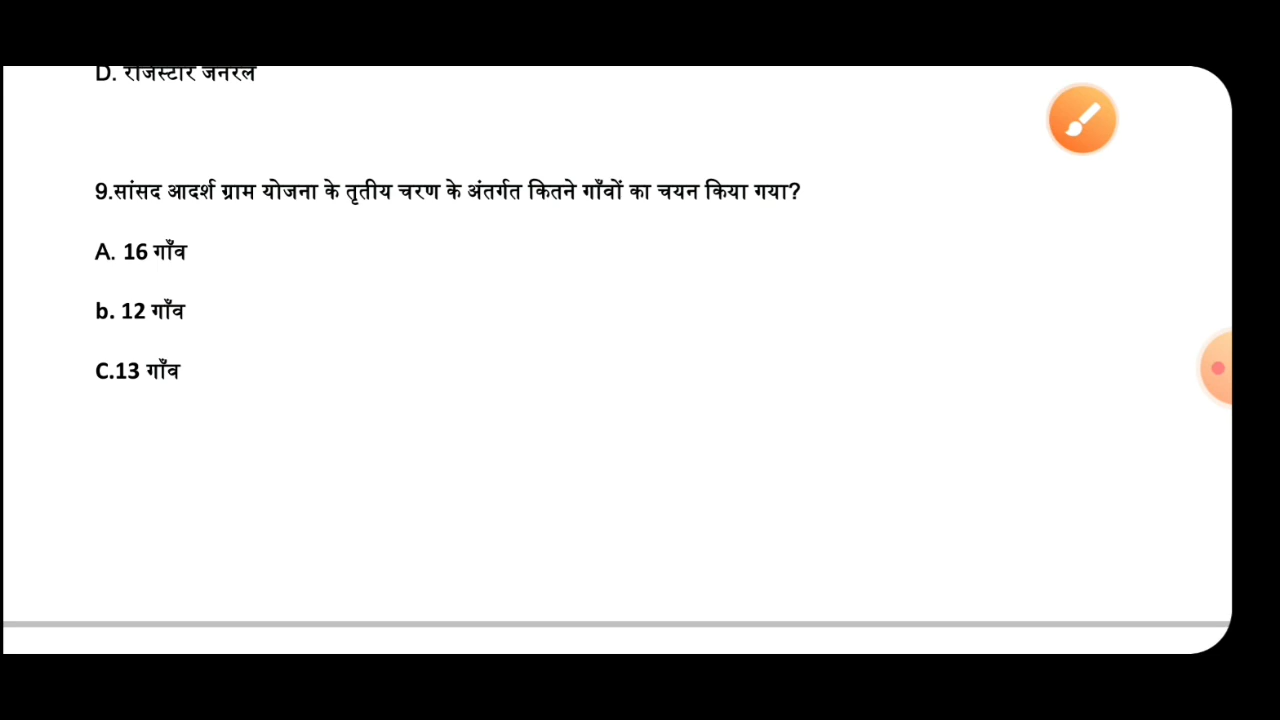 D. रजिस्टार जनरल
9.सांसद आदर्श ग्राम योजना के तृतीय चरण के अंतर्गत कितने गाँवों का चयन किया गया?
A. 16 गाँव
b. 12 गाँव
C.13 गाँव